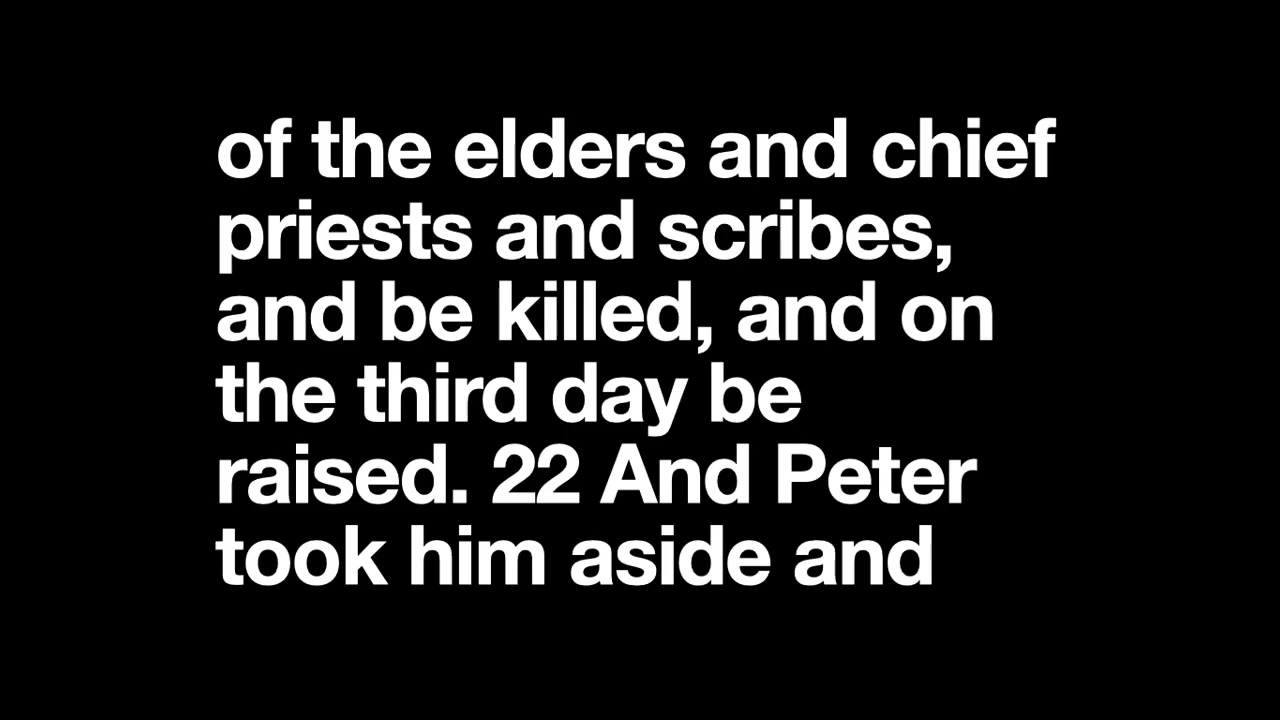 of the elders and chief
priests and scribes,
and be killed, and on
the third day be
raised. 22 And Peter
took him aside and